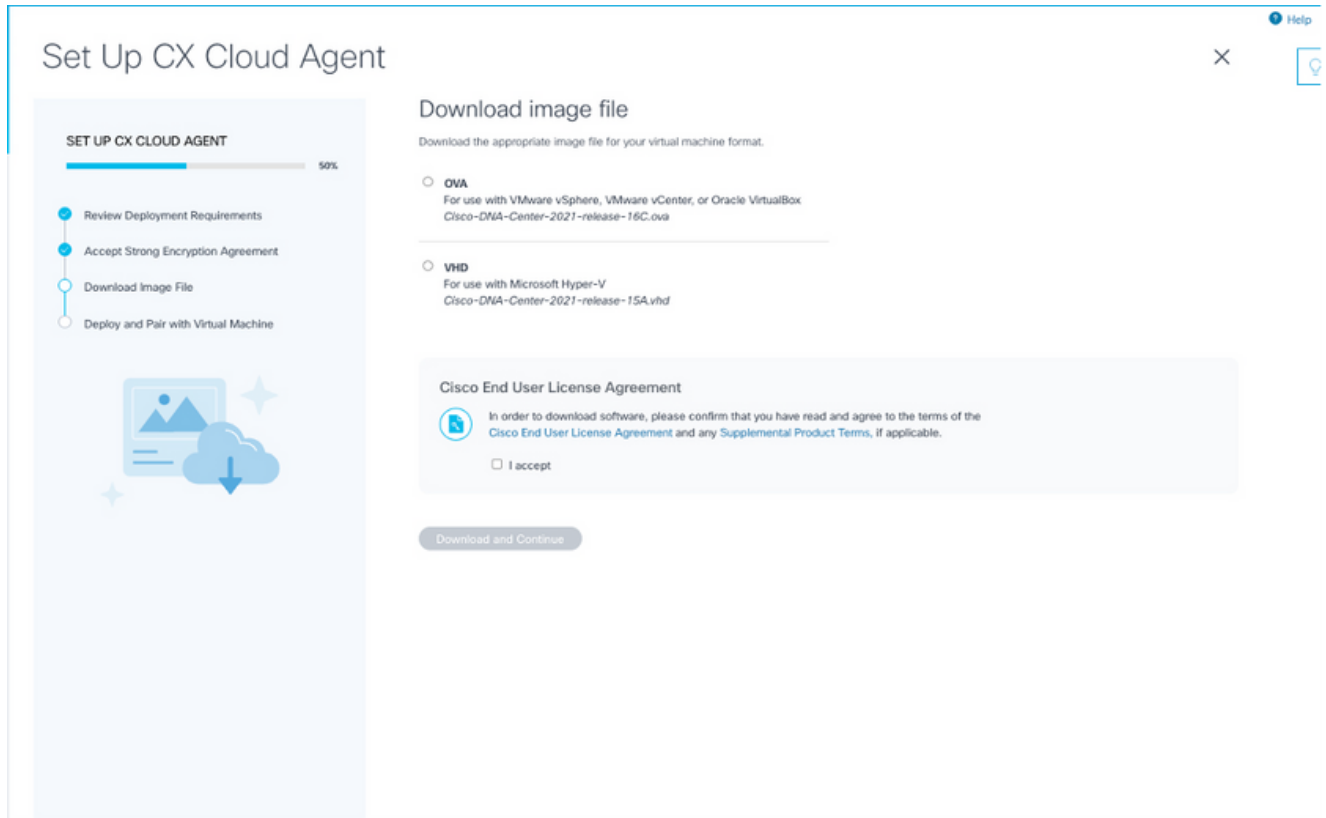 Help
Set Up CX Cloud Agent
SET UP CX CLOUD AGENT
50%
Review Deployment Requirements
Accept Strong Encryption Agreement
Download Image File
Deploy and Pair with Virtual Machine
Download image file
Download the appropriate image file for your virtual machine format.
OVA
For use with VMware vSphere, VMware vCenter, or Oracle VirtualBox
Cisco-DNA-Center-2021-release-16C.ova
VHD
For use with Microsoft Hyper-V
Cisco-DNA-Center-2021-release-15A.vhd
Cisco End User License Agreement
In order to download software, please confirm that you have read and agree to the terms of the
Cisco End User License Agreement and any Supplemental Product Terms, if applicable.
I accept
Download and Continue